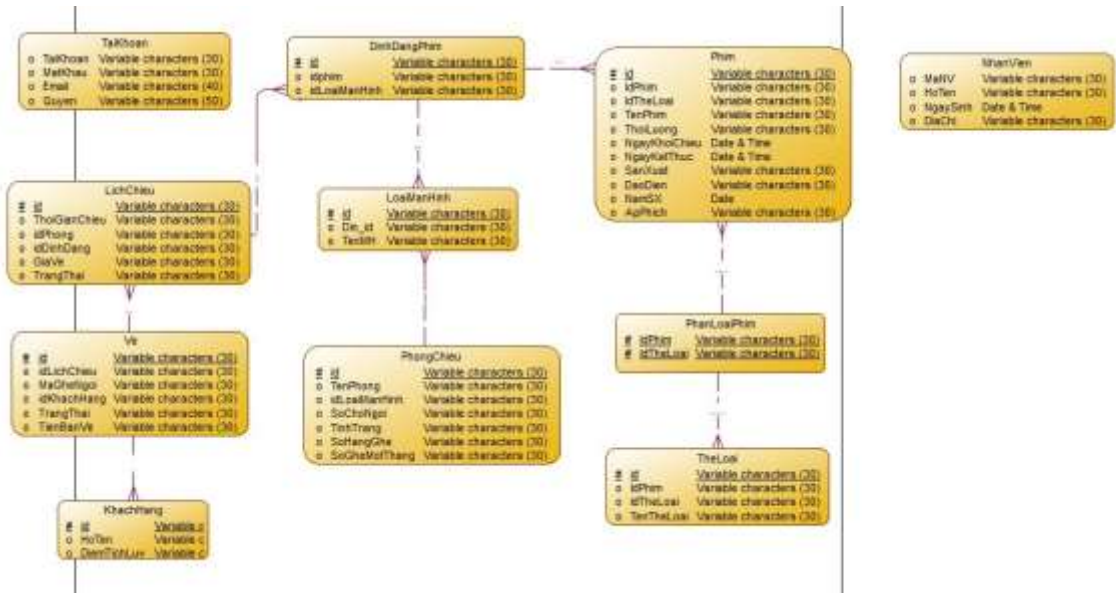 TaiKhoan
TaiKhoan Variable characters (30)
MatKhau Variable characters (30)
Email Variable characters (40)
Quyen Variable characters (50)
DinhDangPhim
# id Variable characters (30)
idphim Variable characters (30)
idLoaiManHinh Variable characters (30)
Phim
# id Variable characters (30)
IdPhim Variable characters (30)
IdTheLoai Variable characters (30)
TenPhim Variable characters (30)
ThoiLuong Variable characters (30)
NgayKhoiChieu Date & Time
NgayKetThuc Date & Time
SanXuat Variable characters (30)
DaoDien Variable characters (30)
NamSX Date
ApPhich Variable characters (30)
NhanVien
MaNV Variable characters (30)
HoTen Variable characters (30)
NgaySinh Date & Time
DiaChi Variable characters (30)
LichChieu
# id Variable characters (30)
ThoiGianChieu Variable characters (30)
idPhong Variable characters (30)
idDinhDang Variable characters (30)
GiaVe Variable characters (30)
TrangThai Variable characters (30)
LoaiManHinh
# id Variable characters (30)
Din_id Variable characters (30)
TenMH Variable characters (30)
Ve
# id Variable characters (30)
idLichChieu Variable characters (30)
MaGheNgoi Variable characters (30)
idKhachHang Variable characters (30)
TrangThai Variable characters (30)
TienBanVe Variable characters (30)
PhongChieu
# id Variable characters (30)
TenPhong Variable characters (30)
idLoaiManHinh Variable characters (30)
SoChoNgoi Variable characters (30)
TinhTrang Variable characters (30)
SoHangGhe Variable characters (30)
SoGheMotHang Variable characters (30)
PhanLoaiPhim
# IdPhim Variable characters (30)
# IdTheLoai Variable characters (30)
TheLoai
# id Variable characters (30)
IdPhim Variable characters (30)
IdTheLoai Variable characters (30)
TenTheLoai Variable characters (30)
KhachHang
# id Variable c
HoTen Variable c
DiemTichLuy Variable c